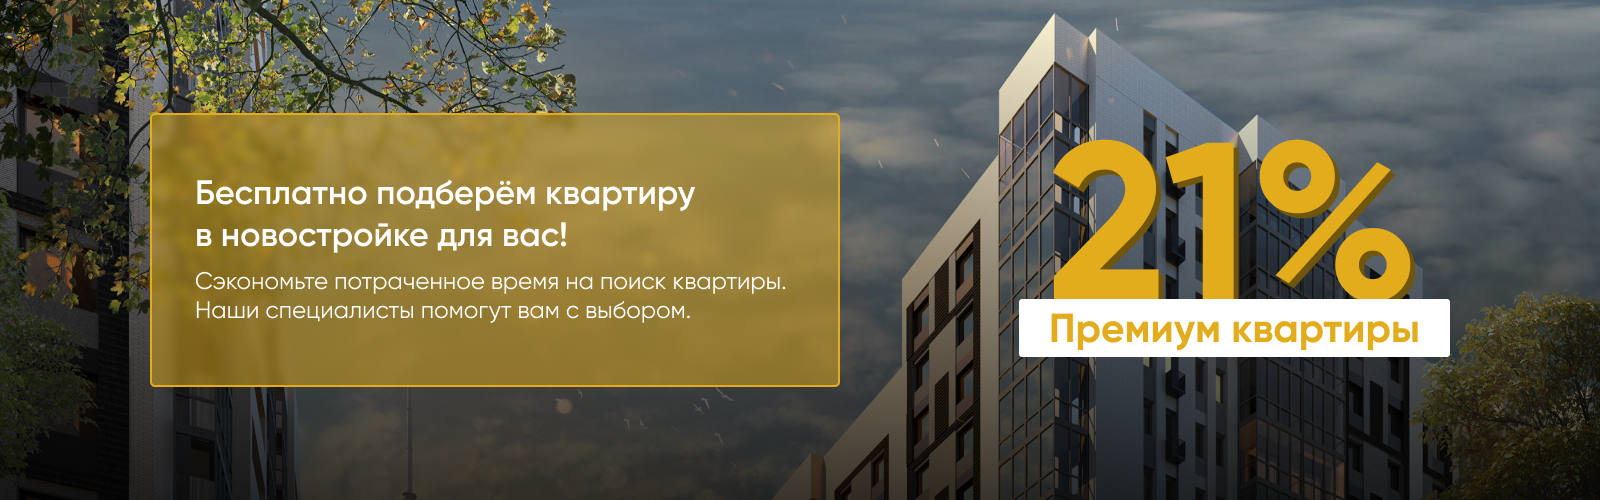 Бесплатно подберём квартиру
в новостройке для вас!
Сэкономьте потраченное время на поиск квартиры.
Наши специалисты помогут вам с выбором.
21%
Премиум квартиры